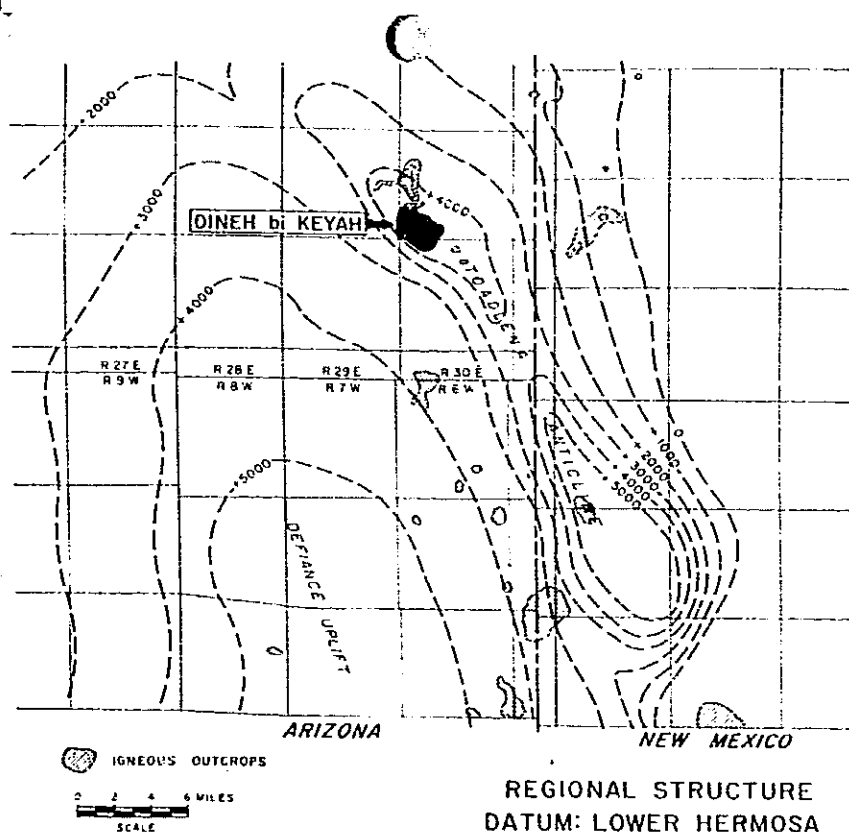 + 2000
+3000
+ 4000
DINEH bi KEYAH
+ 4000
TOADLENE
ANTICLINE
R 27 E
R 9 W
R 28 E
R 8 W
R 29 E
R 7 W
R 30 E
R 6 W
0
+ 1000
+ 2000
3000
+ 4000
5000
+ 5000
DEFIANCE UPLIFT
ARIZONA
NEW MEXICO
IGNEOUS OUTCROPS
2 4 6 MILES
SCALE
REGIONAL STRUCTURE
DATUM: LOWER HERMOSA